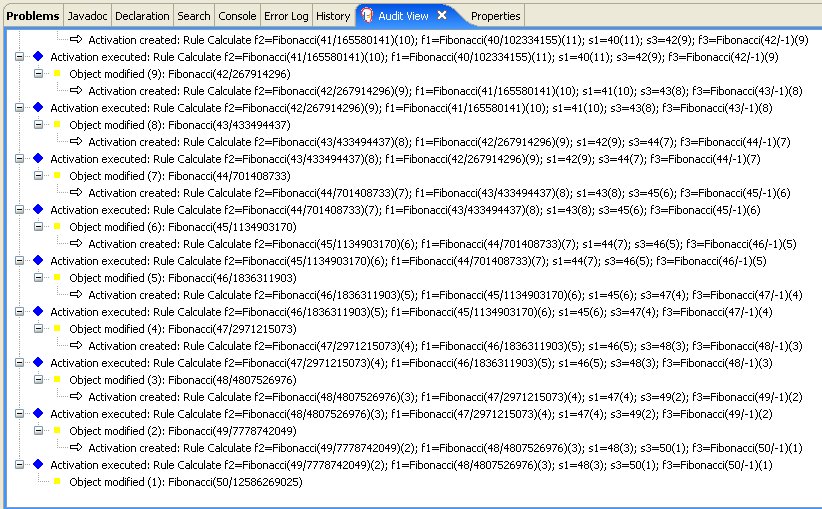 Problems Javadoc Declaration Search Console Error Log History Audit View Properties
Activation created: Rule Calculate f2=Fibonacci(41/165580141)(10); f1=Fibonacci(40/102334155)(11); s1=40(11); s3=42(9); f3=Fibonacci(42/-1)(9)
Activation executed: Rule Calculate f2=Fibonacci(41/165580141)(10); f1=Fibonacci(40/102334155)(11); s1=40(11); s3=42(9); f3=Fibonacci(42/-1)(9)
Object modified (9): Fibonacci(42/267914296)
Activation created: Rule Calculate f2=Fibonacci(42/267914296)(9); f1=Fibonacci(41/165580141)(10); s1=41(10); s3=43(8); f3=Fibonacci(43/-1)(8)
Activation executed: Rule Calculate f2=Fibonacci(42/267914296)(9); f1=Fibonacci(41/165580141)(10); s1=41(10); s3=43(8); f3=Fibonacci(43/-1)(8)
Object modified (8): Fibonacci(43/433494437)
Activation created: Rule Calculate f2=Fibonacci(43/433494437)(8); f1=Fibonacci(42/267914296)(9); s1=42(9); s3=44(7); f3=Fibonacci(44/-1)(7)
Activation executed: Rule Calculate f2=Fibonacci(43/433494437)(8); f1=Fibonacci(42/267914296)(9); s1=42(9); s3=44(7); f3=Fibonacci(44/-1)(7)
Object modified (7): Fibonacci(44/701408733)
Activation created: Rule Calculate f2=Fibonacci(44/701408733)(7); f1=Fibonacci(43/433494437)(8); s1=43(8); s3=45(6); f3=Fibonacci(45/-1)(6)
Activation executed: Rule Calculate f2=Fibonacci(44/701408733)(7); f1=Fibonacci(43/433494437)(8); s1=43(8); s3=45(6); f3=Fibonacci(45/-1)(6)
Object modified (6): Fibonacci(45/1134903170)
Activation created: Rule Calculate f2=Fibonacci(45/1134903170)(6); f1=Fibonacci(44/701408733)(7); s1=44(7); s3=46(5); f3=Fibonacci(46/-1)(5)
Activation executed: Rule Calculate f2=Fibonacci(45/1134903170)(6); f1=Fibonacci(44/701408733)(7); s1=44(7); s3=46(5); f3=Fibonacci(46/-1)(5)
Object modified (5): Fibonacci(46/1836311903)
Activation created: Rule Calculate f2=Fibonacci(46/1836311903)(5); f1=Fibonacci(45/1134903170)(6); s1=45(6); s3=47(4); f3=Fibonacci(47/-1)(4)
Activation executed: Rule Calculate f2=Fibonacci(46/1836311903)(5); f1=Fibonacci(45/1134903170)(6); s1=45(6); s3=47(4); f3=Fibonacci(47/-1)(4)
Object modified (4): Fibonacci(47/2971215073)
Activation created: Rule Calculate f2=Fibonacci(47/2971215073)(4); f1=Fibonacci(46/1836311903)(5); s1=46(5); s3=48(3); f3=Fibonacci(48/-1)(3)
Activation executed: Rule Calculate f2=Fibonacci(47/2971215073)(4); f1=Fibonacci(46/1836311903)(5); s1=46(5); s3=48(3); f3=Fibonacci(48/-1)(3)
Object modified (3): Fibonacci(48/4807526976)
Activation created: Rule Calculate f2=Fibonacci(48/4807526976)(3); f1=Fibonacci(47/2971215073)(4); s1=47(4); s3=49(2); f3=Fibonacci(49/-1)(2)
Activation executed: Rule Calculate f2=Fibonacci(48/4807526976)(3); f1=Fibonacci(47/2971215073)(4); s1=47(4); s3=49(2); f3=Fibonacci(49/-1)(2)
Object modified (2): Fibonacci(49/7778742049)
Activation created: Rule Calculate f2=Fibonacci(49/7778742049)(2); f1=Fibonacci(48/4807526976)(3); s1=48(3); s3=50(1); f3=Fibonacci(50/-1)(1)
Activation executed: Rule Calculate f2=Fibonacci(49/7778742049)(2); f1=Fibonacci(48/4807526976)(3); s1=48(3); s3=50(1); f3=Fibonacci(50/-1)(1)
Object modified (1): Fibonacci(50/12586269025)